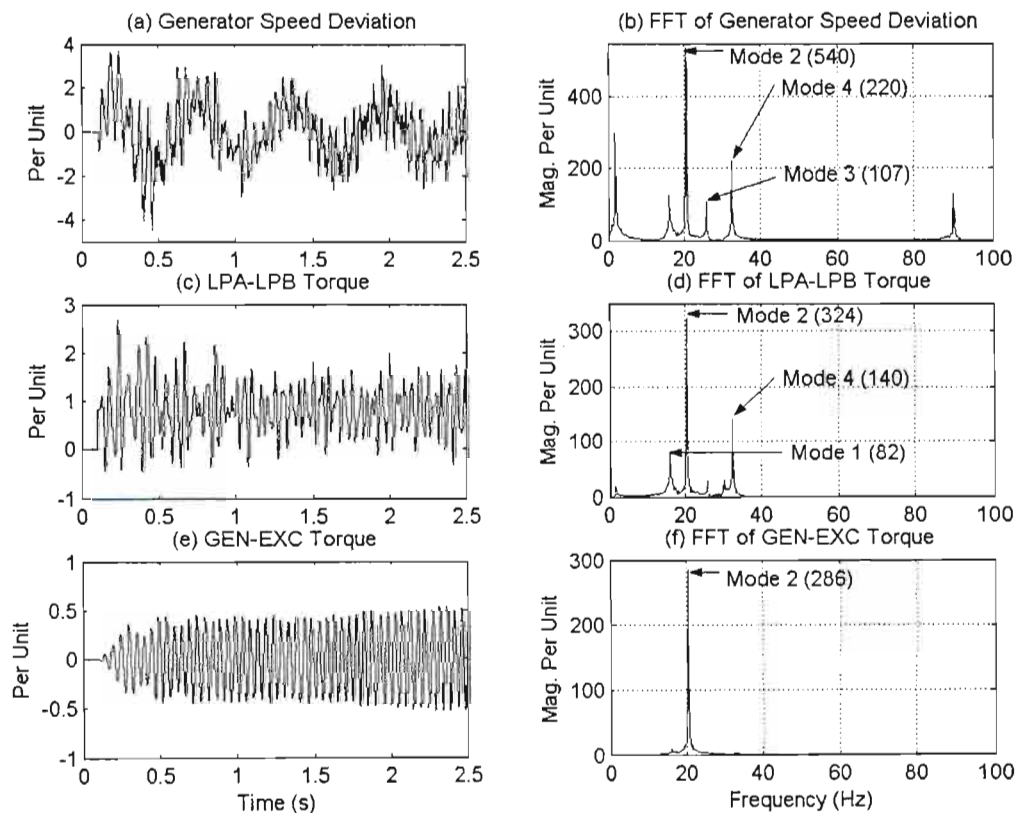 (a) Generator Speed Deviation
4
2
0
-2
-4
Per Unit
0
0.5
1
1.5
2
2.5
(b) FFT of Generator Speed Deviation
Mode 2 (540)
Mode 4 (220)
Mode 3 (107)
400
200
0
Mag. Per Unit
0
20
40
60
80
100
(c) LPA-LPB Torque
3
2
1
0
-1
Per Unit
0
0.5
1
1.5
2
2.5
(d) FFT of LPA-LPB Torque
Mode 2 (324)
Mode 4 (140)
Mode 1 (82)
300
200
100
0
Mag. Per Unit
0
20
40
60
80
100
(e) GEN-EXC Torque
1
0.5
0
-0.5
-1
Per Unit
0
0.5
1
1.5
2
2.5
Time (s)
(f) FFT of GEN-EXC Torque
Mode 2 (286)
300
200
100
0
Mag. Per Unit
0
20
40
60
80
100
Frequency (Hz)